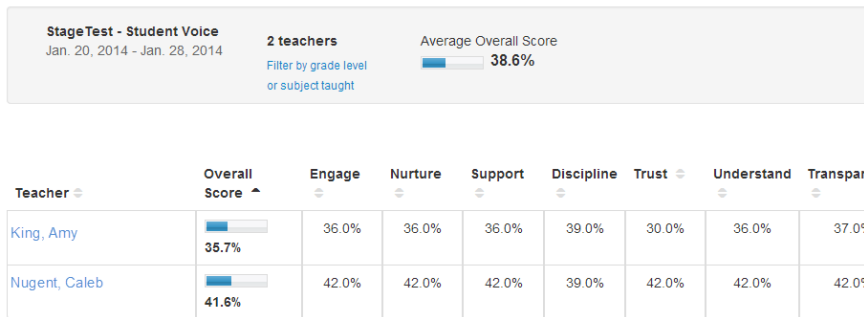 StageTest - Student Voice
Jan. 20, 2014 - Jan. 28, 2014
2 teachers
Filter by grade level
or subject taught
Average Overall Score
38.6%
Teacher Overall Score Engage Nurture Support Discipline Trust Understand Transpar
King, Amy 35.7% 36.0% 36.0% 36.0% 39.0% 30.0% 36.0% 37.0%
Nugent, Caleb 41.6% 42.0% 42.0% 42.0% 39.0% 42.0% 42.0% 42.0